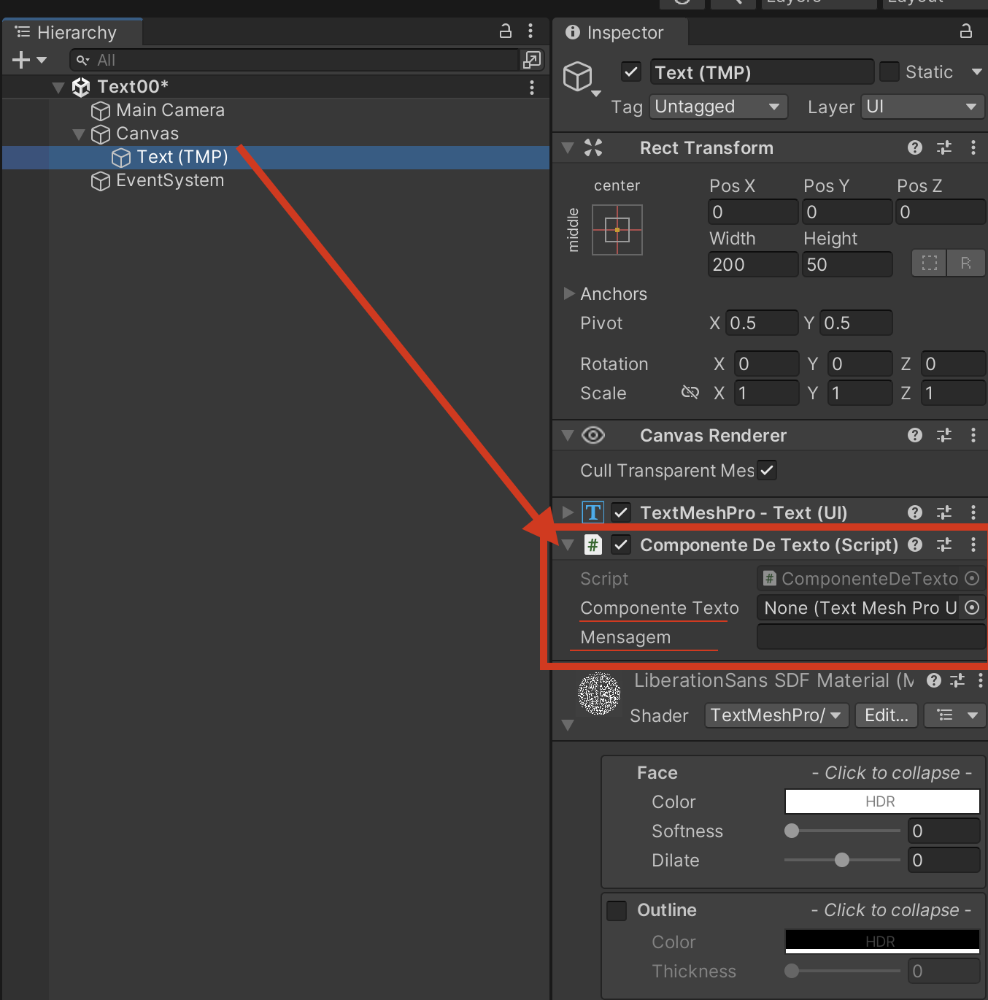 Layers
Layout
Hierarchy
All
Text00*
Main Camera
Canvas
Text (TMP)
EventSystem
Inspector
Text (TMP)
Static
Tag Untagged Layer UI
Rect Transform
center
middle
Pos X Pos Y Pos Z
0 0 0
Width Height
200 50
R
Anchors
Pivot X 0.5 Y 0.5
Rotation X 0 Y 0 Z 0
Scale X 1 Y 1 Z 1
Canvas Renderer
Cull Transparent Mes
T TextMeshPro - Text (UI)
# Componente De Texto (Script)
Script # ComponenteDeTexto
Componente Texto None (Text Mesh Pro U
Mensagem
LiberationSans SDF Material (M
Shader TextMeshPro/ Edit...
Face - Click to collapse -
Color HDR
Softness 0
Dilate 0
Outline - Click to collapse -
Color HDR
Thickness 0